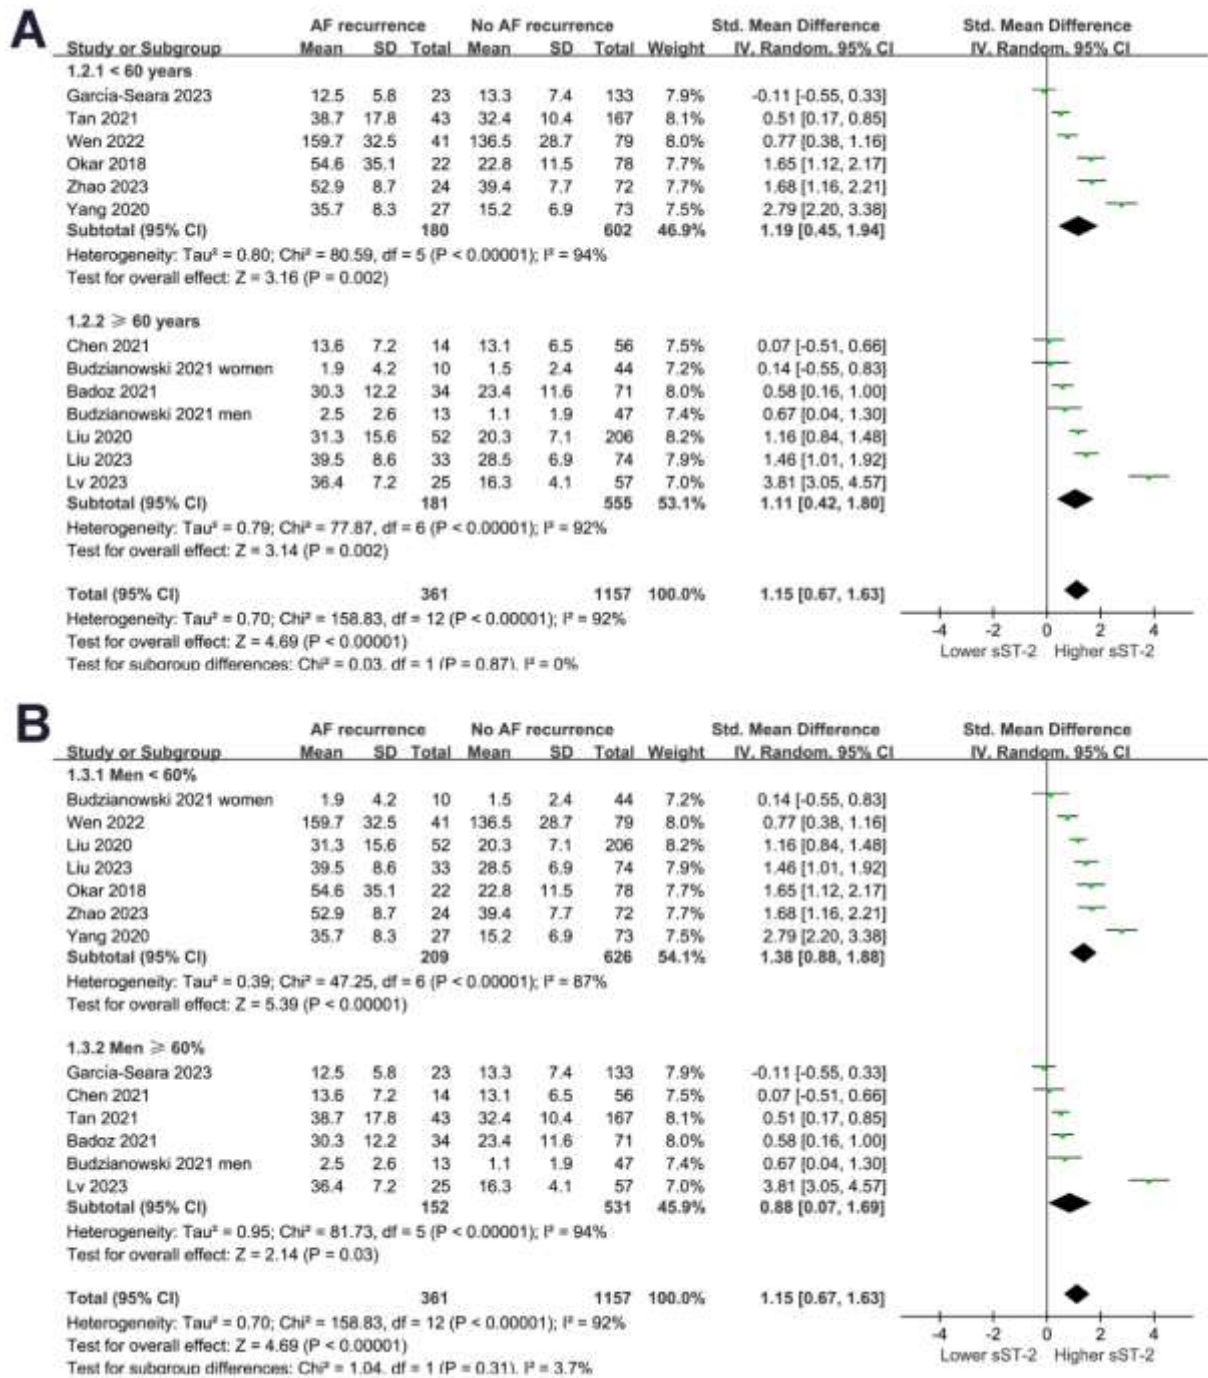 A
AF recurrence No AF recurrence Std. Mean Difference Std. Mean Difference
Study or Subgroup Mean SD Total Mean SD Total Weight IV, Random, 95% CI IV, Random, 95% CI
1.2.1 < 60 years
Garcia-Seara 2023 12.5 5.8 23 13.3 7.4 133 7.9% -0.11 [-0.55, 0.33]
Tan 2021 38.7 17.8 43 32.4 10.4 167 8.1% 0.51 [0.17, 0.85]
Wen 2022 159.7 32.5 41 136.5 28.7 79 8.0% 0.77 [0.38, 1.16]
Okar 2018 54.6 35.1 22 22.8 11.5 78 7.7% 1.65 [1.12, 2.17]
Zhao 2023 52.9 8.7 24 39.4 7.7 72 7.7% 1.68 [1.16, 2.21]
Yang 2020 35.7 8.3 27 15.2 6.9 73 7.5% 2.79 [2.20, 3.38]
Subtotal (95% CI) 180 602 46.9% 1.19 [0.45, 1.94]
Heterogeneity: Tau² = 0.80; Chi² = 80.59, df = 5 (P < 0.00001); I² = 94%
Test for overall effect: Z = 3.16 (P = 0.002)
1.2.2 ⩾ 60 years
Chen 2021 13.6 7.2 14 13.1 6.5 56 7.5% 0.07 [-0.51, 0.66]
Budzianowski 2021 women 1.9 4.2 10 1.5 2.4 44 7.2% 0.14 [-0.55, 0.83]
Badoz 2021 30.3 12.2 34 23.4 11.6 71 8.0% 0.58 [0.16, 1.00]
Budzianowski 2021 men 2.5 2.6 13 1.1 1.9 47 7.4% 0.67 [0.04, 1.30]
Liu 2020 31.3 15.6 52 20.3 7.1 206 8.2% 1.16 [0.84, 1.48]
Liu 2023 39.5 8.6 33 28.5 6.9 74 7.9% 1.46 [1.01, 1.92]
Lv 2023 36.4 7.2 25 16.3 4.1 57 7.0% 3.81 [3.05, 4.57]
Subtotal (95% CI) 181 555 53.1% 1.11 [0.42, 1.80]
Heterogeneity: Tau² = 0.79; Chi² = 77.87, df = 6 (P < 0.00001); I² = 92%
Test for overall effect: Z = 3.14 (P = 0.002)
Total (95% CI) 361 1157 100.0% 1.15 [0.67, 1.63]
Heterogeneity: Tau² = 0.70; Chi² = 158.83, df = 12 (P < 0.00001); I² = 92%
Test for overall effect: Z = 4.69 (P < 0.00001)
Test for subgroup differences: Chi² = 0.03, df = 1 (P = 0.87), I² = 0%
-4 -2 0 2 4
Lower sST-2 Higher sST-2
B
AF recurrence No AF recurrence Std. Mean Difference Std. Mean Difference
Study or Subgroup Mean SD Total Mean SD Total Weight IV, Random, 95% CI IV, Random, 95% CI
1.3.1 Men < 60%
Budzianowski 2021 women 1.9 4.2 10 1.5 2.4 44 7.2% 0.14 [-0.55, 0.83]
Wen 2022 159.7 32.5 41 136.5 28.7 79 8.0% 0.77 [0.38, 1.16]
Liu 2020 31.3 15.6 52 20.3 7.1 206 8.2% 1.16 [0.84, 1.48]
Liu 2023 39.5 8.6 33 28.5 6.9 74 7.9% 1.46 [1.01, 1.92]
Okar 2018 54.6 35.1 22 22.8 11.5 78 7.7% 1.65 [1.12, 2.17]
Zhao 2023 52.9 8.7 24 39.4 7.7 72 7.7% 1.68 [1.16, 2.21]
Yang 2020 35.7 8.3 27 15.2 6.9 73 7.5% 2.79 [2.20, 3.38]
Subtotal (95% CI) 209 626 54.1% 1.38 [0.88, 1.88]
Heterogeneity: Tau² = 0.39; Chi² = 47.25, df = 6 (P < 0.00001); I² = 87%
Test for overall effect: Z = 5.39 (P < 0.00001)
1.3.2 Men ⩾ 60%
Garcia-Seara 2023 12.5 5.8 23 13.3 7.4 133 7.9% -0.11 [-0.55, 0.33]
Chen 2021 13.6 7.2 14 13.1 6.5 56 7.5% 0.07 [-0.51, 0.66]
Tan 2021 38.7 17.8 43 32.4 10.4 167 8.1% 0.51 [0.17, 0.85]
Badoz 2021 30.3 12.2 34 23.4 11.6 71 8.0% 0.58 [0.16, 1.00]
Budzianowski 2021 men 2.5 2.6 13 1.1 1.9 47 7.4% 0.67 [0.04, 1.30]
Lv 2023 36.4 7.2 25 16.3 4.1 57 7.0% 3.81 [3.05, 4.57]
Subtotal (95% CI) 152 531 45.9% 0.88 [0.07, 1.69]
Heterogeneity: Tau² = 0.95; Chi² = 81.73, df = 5 (P < 0.00001); I² = 94%
Test for overall effect: Z = 2.14 (P = 0.03)
Total (95% CI) 361 1157 100.0% 1.15 [0.67, 1.63]
Heterogeneity: Tau² = 0.70; Chi² = 158.83, df = 12 (P < 0.00001); I² = 92%
Test for overall effect: Z = 4.69 (P < 0.00001)
Test for subgroup differences: Chi² = 1.04, df = 1 (P = 0.31), I² = 3.7%
-4 -2 0 2 4
Lower sST-2 Higher sST-2